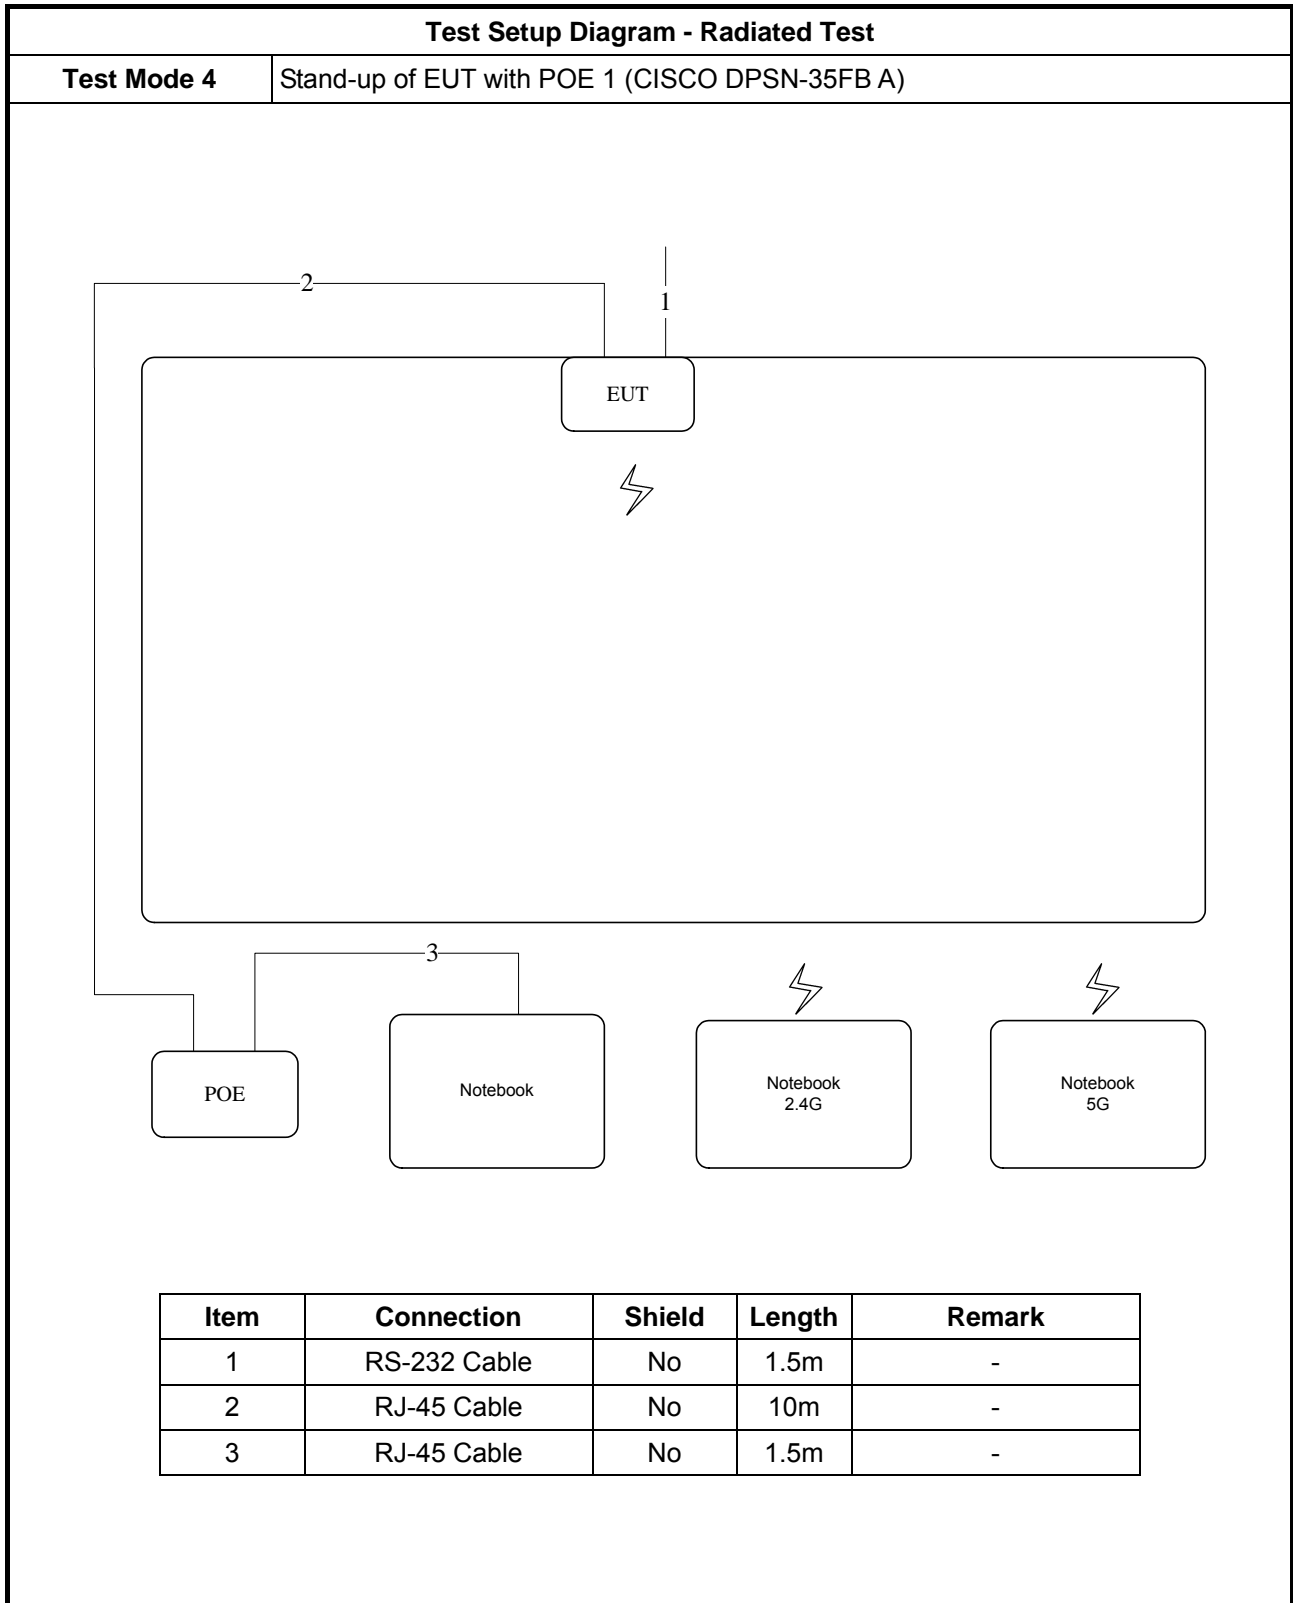 Test Setup Diagram - Radiated Test
Test Mode 4 Stand-up of EUT with POE 1 (CISCO DPSN-35FB A)
2
1
EUT
3
POE
Notebook
Notebook
2.4G
Notebook
5G
Item Connection Shield Length Remark
1 RS-232 Cable No 1.5m -
2 RJ-45 Cable No 10m -
3 RJ-45 Cable No 1.5m -